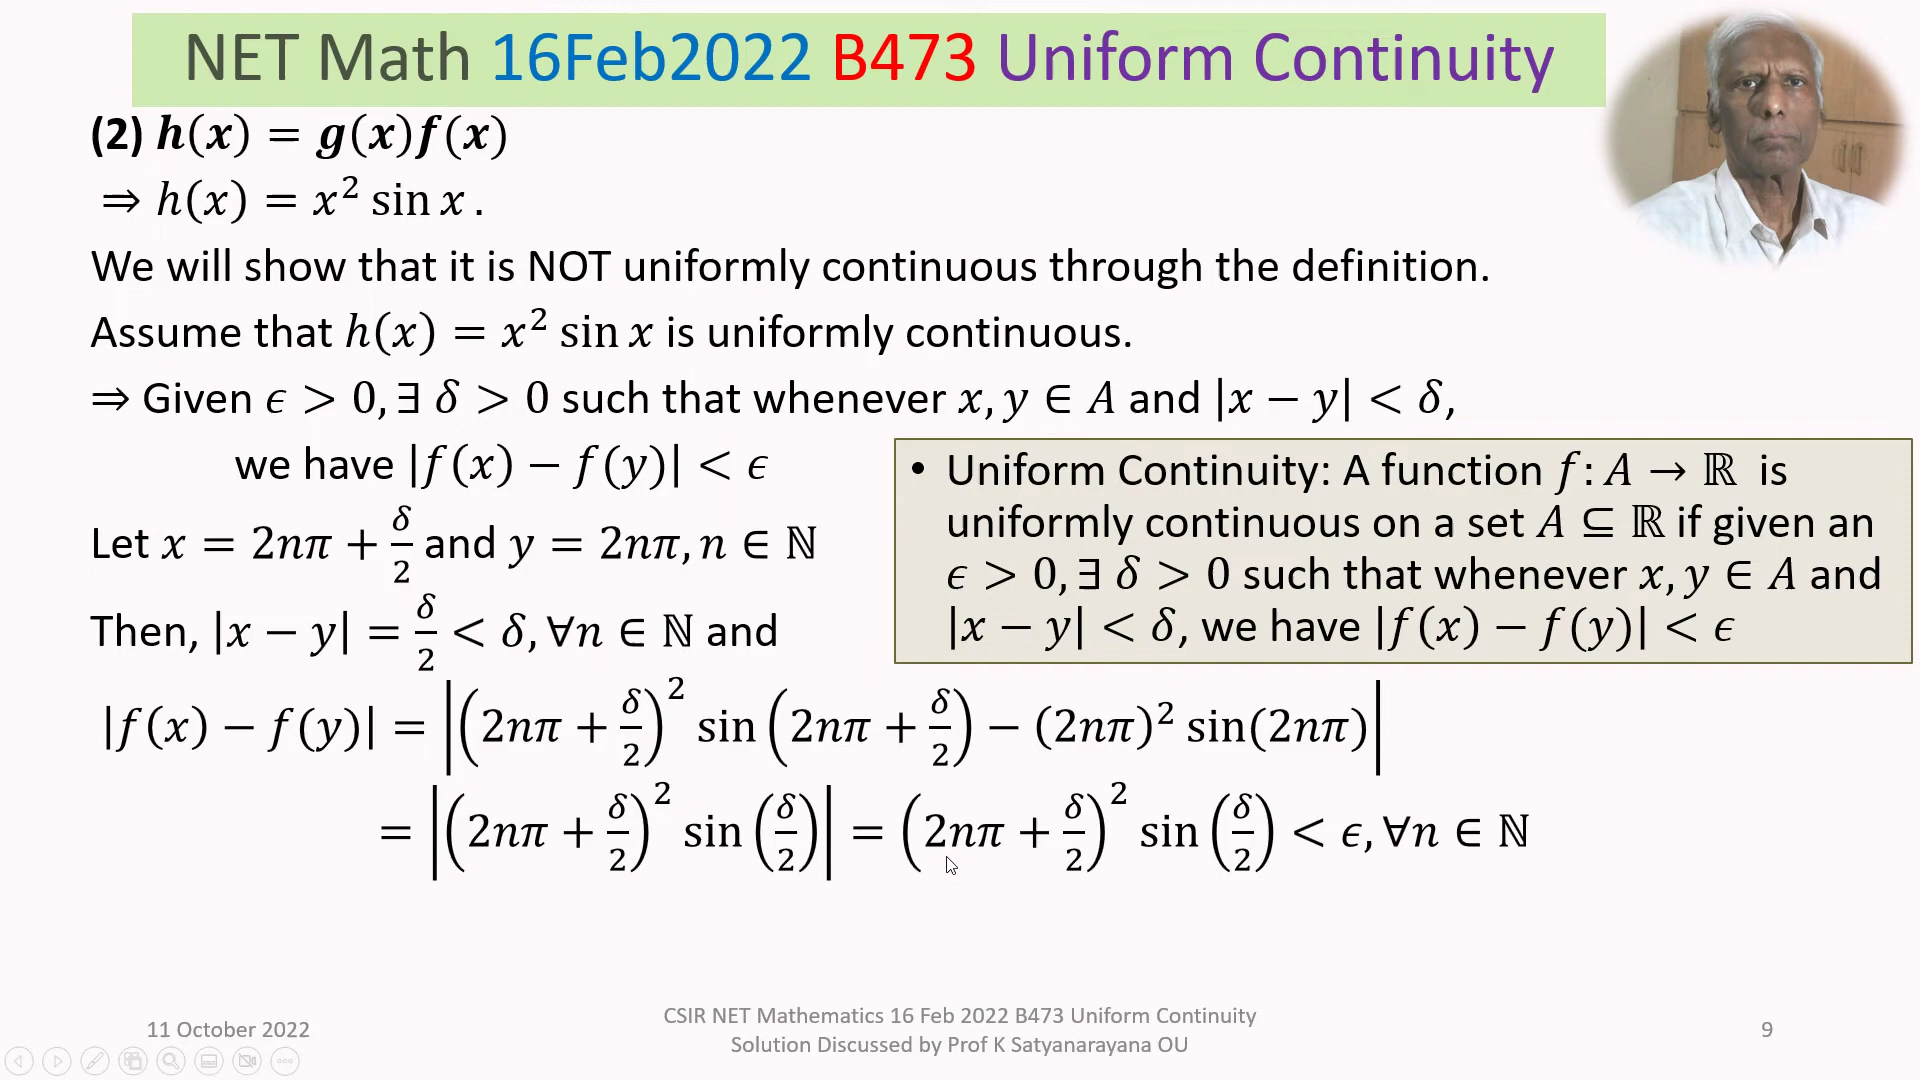 NET Math 16Feb2022 B473 Uniform Continuity
(2) h(x) = g(x)f(x)
⇒ h(x) = x² sin x .
We will show that it is NOT uniformly continuous through the definition.
Assume that h(x) = x² sin x is uniformly continuous.
⇒ Given ϵ > 0, ∃ δ > 0 such that whenever x, y ∈ A and |x − y| < δ,
we have |f(x) − f(y)| < ϵ
Let x = 2nπ + δ/2 and y = 2nπ, n ∈ ℕ
Then, |x − y| = δ/2 < δ, ∀n ∈ ℕ and
|f(x) − f(y)| = |(2nπ + δ/2)² sin (2nπ + δ/2) − (2nπ)² sin(2nπ)|
= |(2nπ + δ/2)² sin (δ/2)| = (2nπ + δ/2)² sin (δ/2) < ϵ, ∀n ∈ ℕ
• Uniform Continuity: A function f: A → ℝ is
uniformly continuous on a set A ⊆ ℝ if given an
ϵ > 0, ∃ δ > 0 such that whenever x, y ∈ A and
|x − y| < δ, we have |f(x) − f(y)| < ϵ
11 October 2022
CSIR NET Mathematics 16 Feb 2022 B473 Uniform Continuity
Solution Discussed by Prof K Satyanarayana OU
9